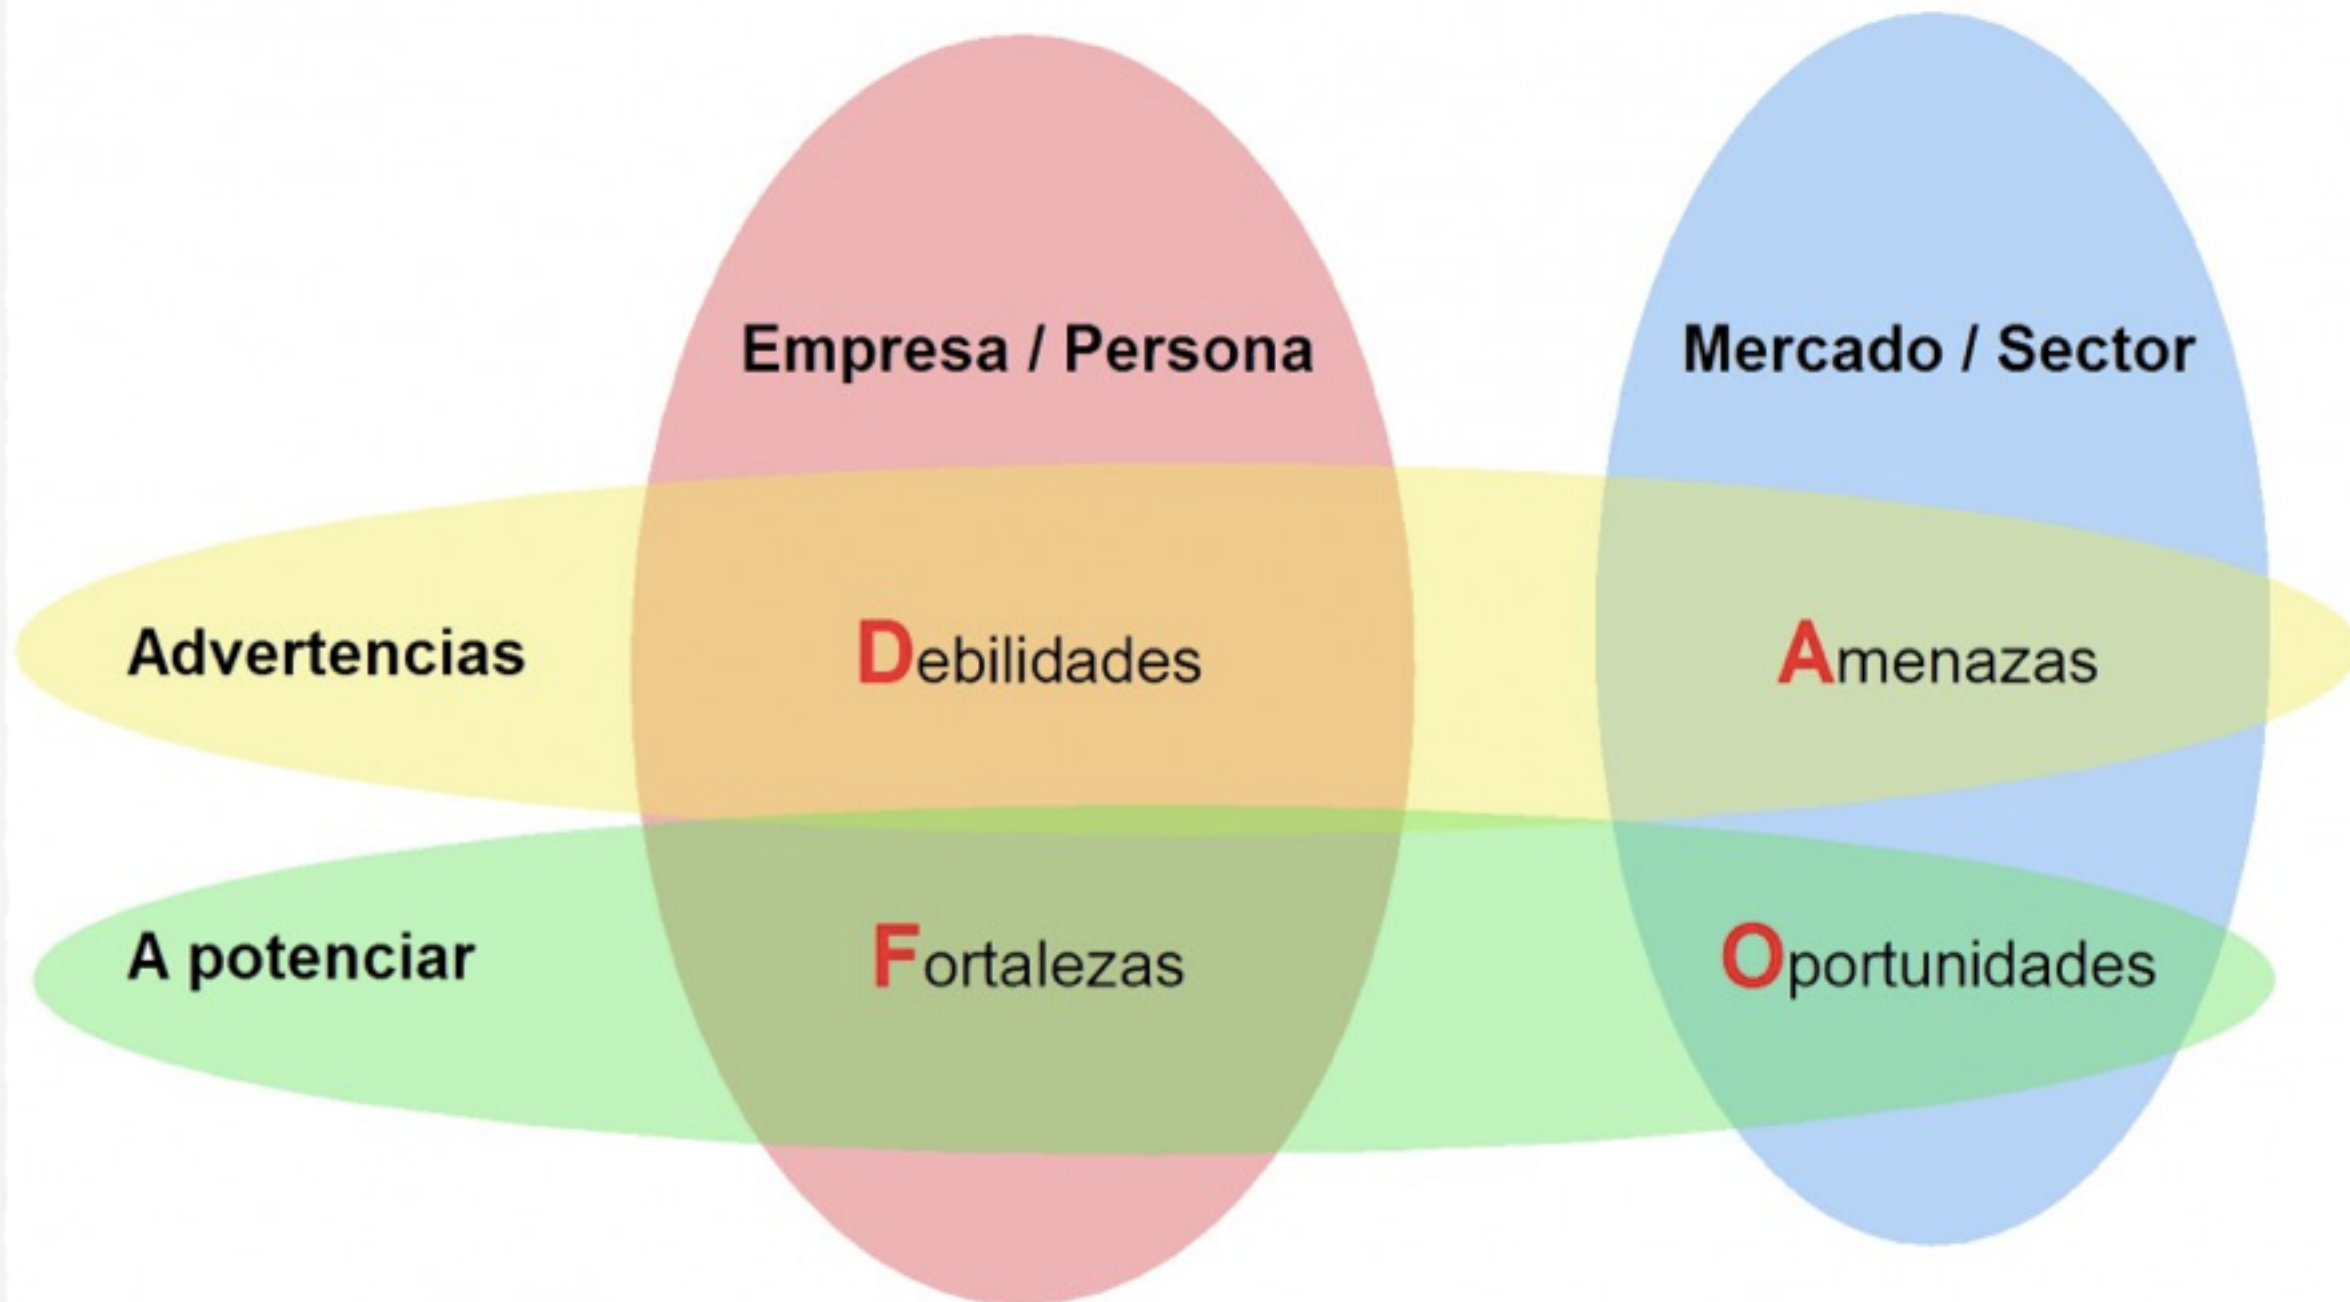 Empresa / Persona
Mercado / Sector
Advertencias
Debilidades
Amenazas
A potenciar
Fortalezas
Oportunidades